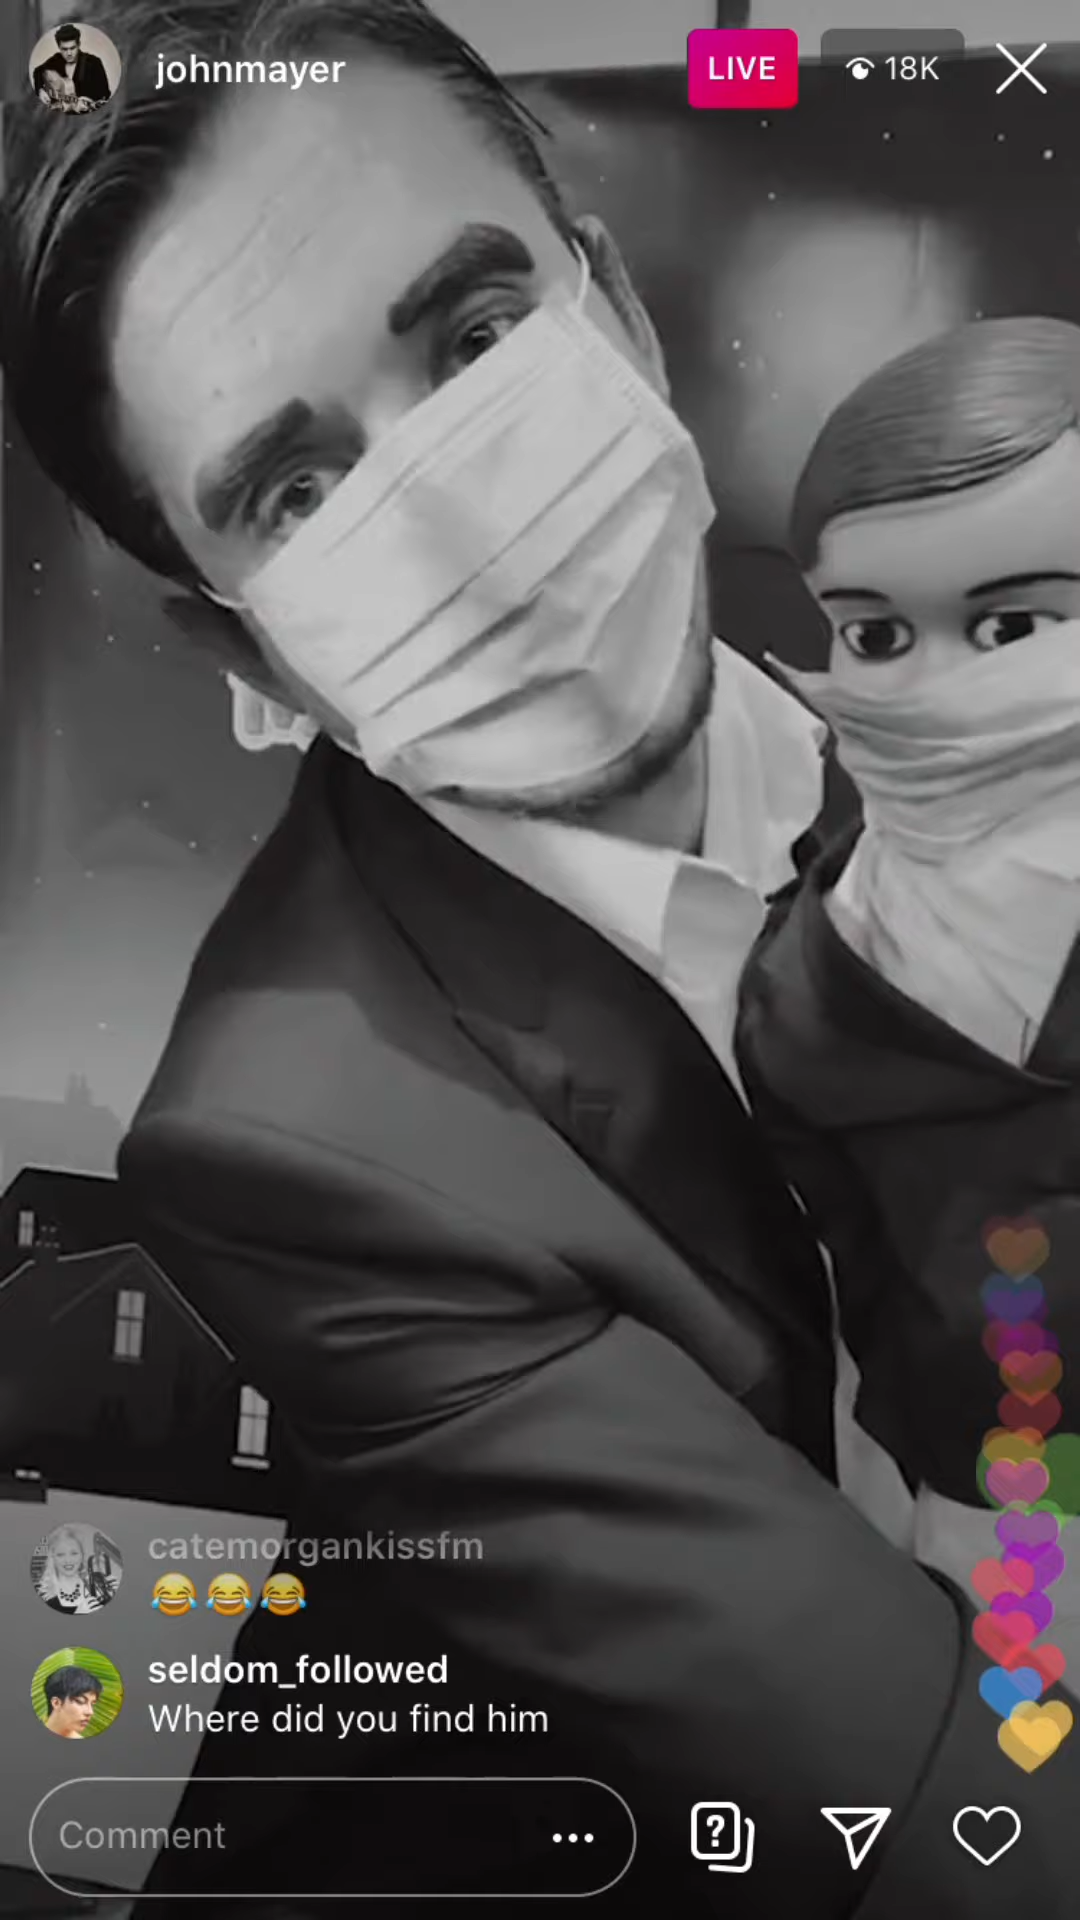 johnmayer
LIVE
18K
catemorgankissfm
😂😂😂
seldom_followed
Where did you find him
Comment